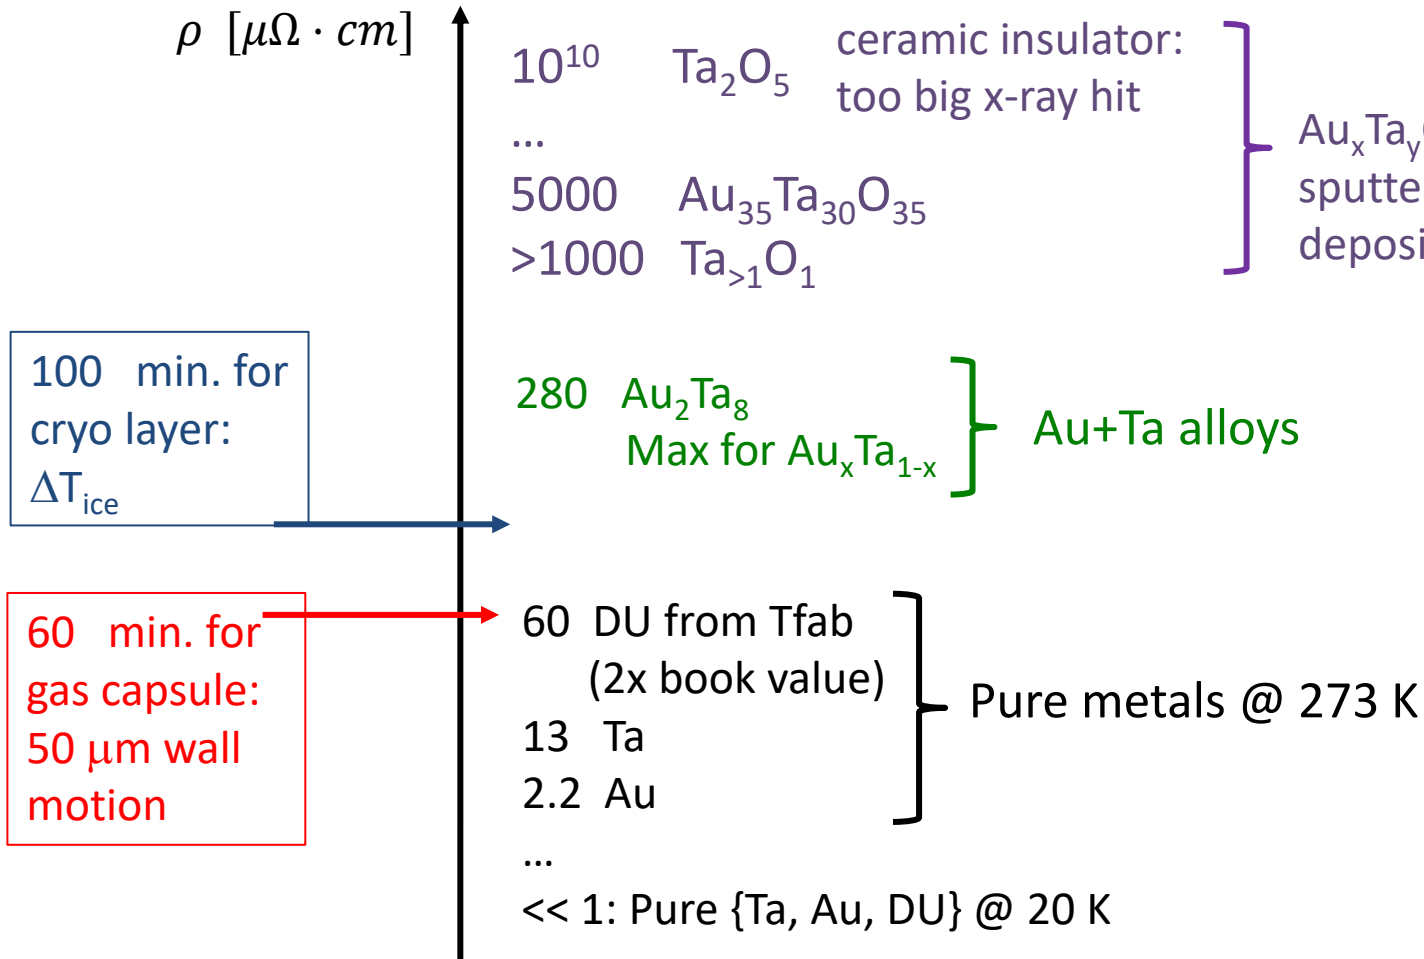 ρ [μΩ · cm]
10¹⁰ Ta₂O₅ ceramic insulator:
too big x-ray hit
...
5000 Au₃₅Ta₃₀O₃₅
>1000 Ta>₁O₁
AuₓTaᵧ
100 min. for
cryo layer:
ΔTice
280 Au₂Ta₈
Max for AuₓTa₁₋ₓ
Au+Ta alloys
60 min. for
gas capsule:
50 μm wall
motion
60 DU from Tfab
(2x book value)
13 Ta
2.2 Au
...
<< 1: Pure {Ta, Au, DU} @ 20 K
Pure metals @ 273 K